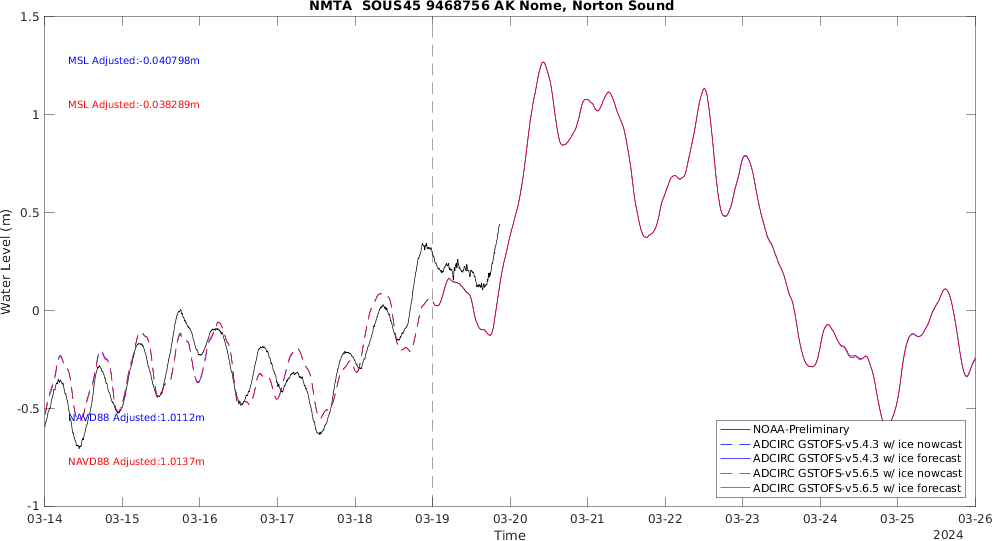 NMTA SOUS45 9468756 AK Nome, Norton Sound
1.5
MSL Adjusted:-0.040798m
MSL Adjusted:-0.038289m
1
0.5
Water Level (m)
0
-0.5
NAVD88 Adjusted:1.0112m
NAVD88 Adjusted:1.0137m
NOAA-Preliminary
ADCIRC GSTOFS-v5.4.3 w/ ice nowcast
ADCIRC GSTOFS-v5.4.3 w/ ice forecast
ADCIRC GSTOFS-v5.6.5 w/ ice nowcast
ADCIRC GSTOFS-v5.6.5 w/ ice forecast
-1
03-14 03-15 03-16 03-17 03-18 03-19 03-20 03-21 03-22 03-23 03-24 03-25 03-26
Time
2024